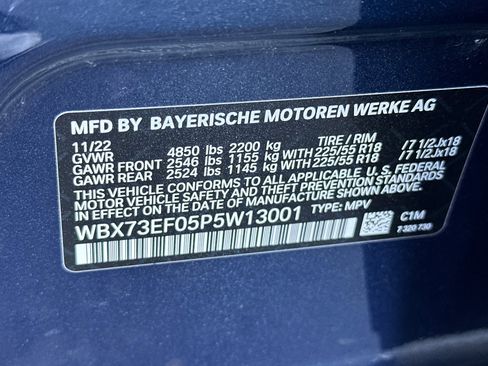 MFD BY BAYERISCHE MOTOREN WERKE AG
11/22 TIRE / RIM
GVWR 4850 lbs 2200 kg
GAWR FRONT 2546 lbs 1155 kg WITH 225/55 R18 /7 1/2Jx18
GAWR REAR 2524 lbs 1145 kg WITH 225/55 R18 /7 1/2Jx18
THIS VEHICLE CONFORMS TO ALL APPLICABLE U.S. FEDERAL
MOTOR VEHICLE SAFETY STANDARDS IN EFFECT
ON THE DATE OF MANUFACTURE SHOWN ABOVE.
WBX73EF05P5W13001 TYPE: MPV
C1M
7 320 730